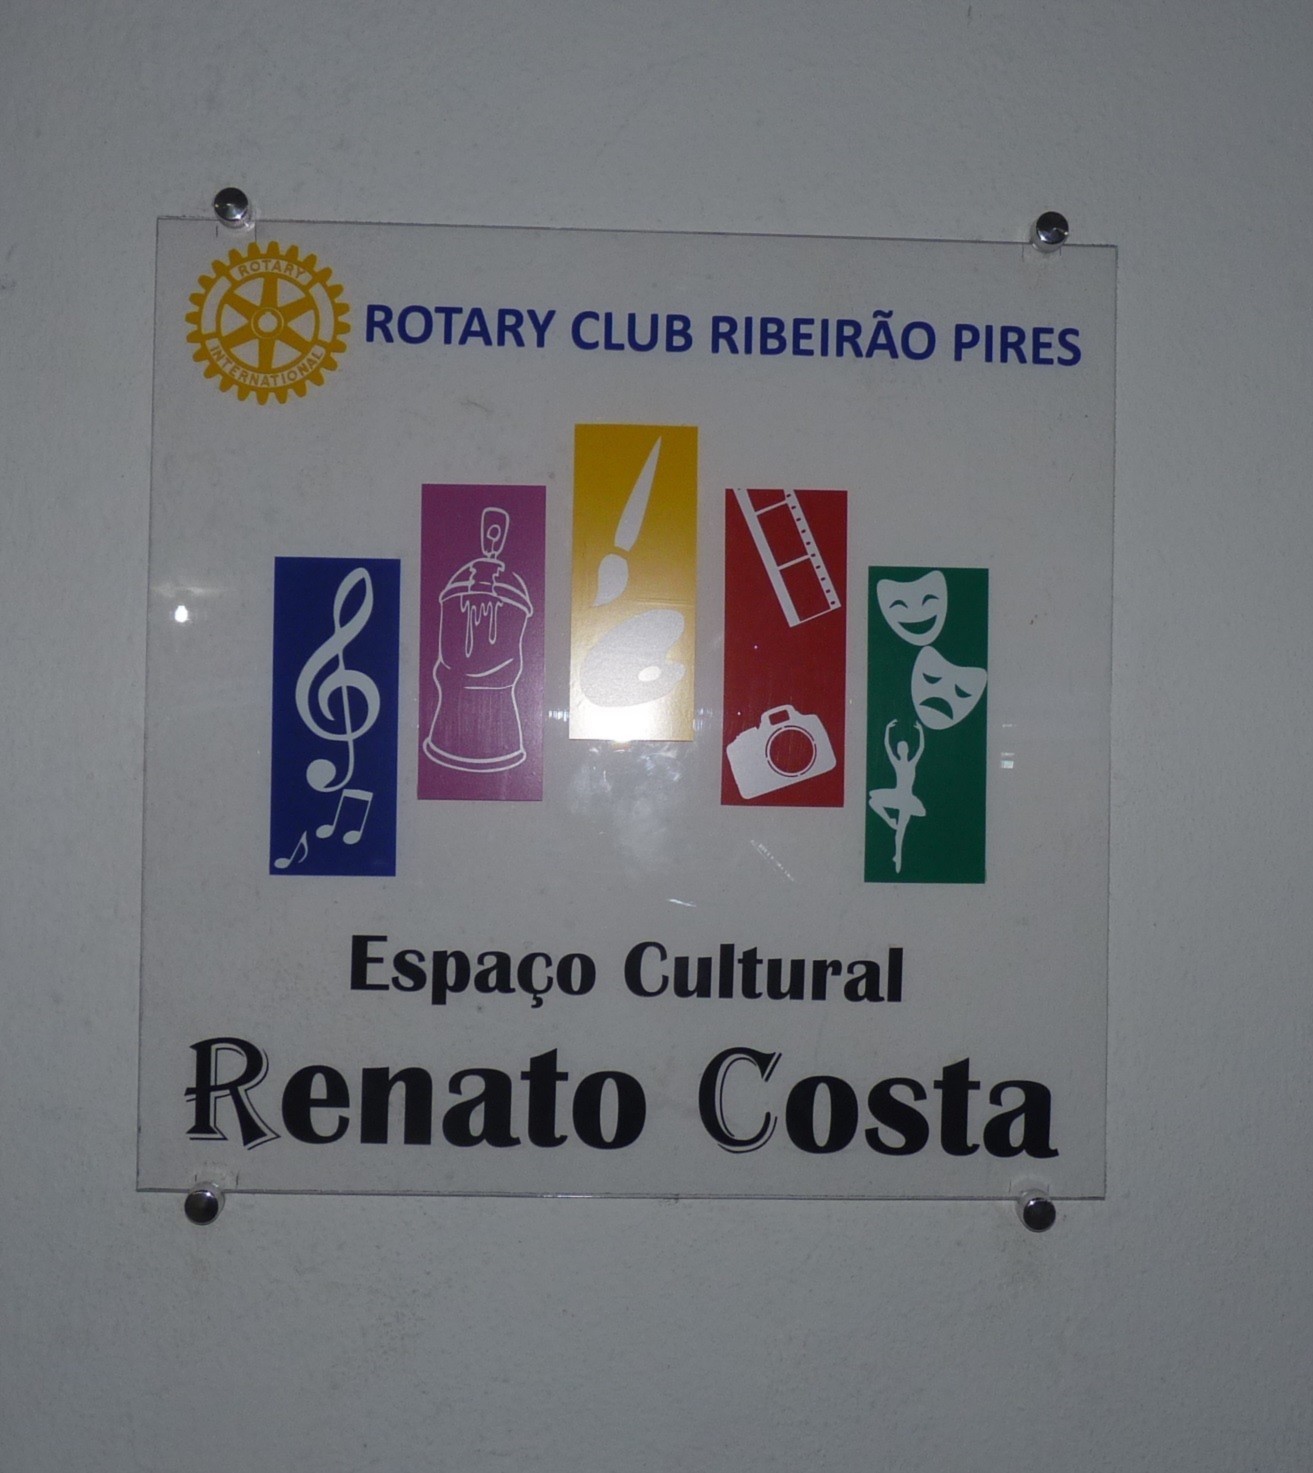 ROTARY
INTERNATIONAL
ROTARY CLUB RIBEIRÃO PIRES
Espaço Cultural
Renato Costa